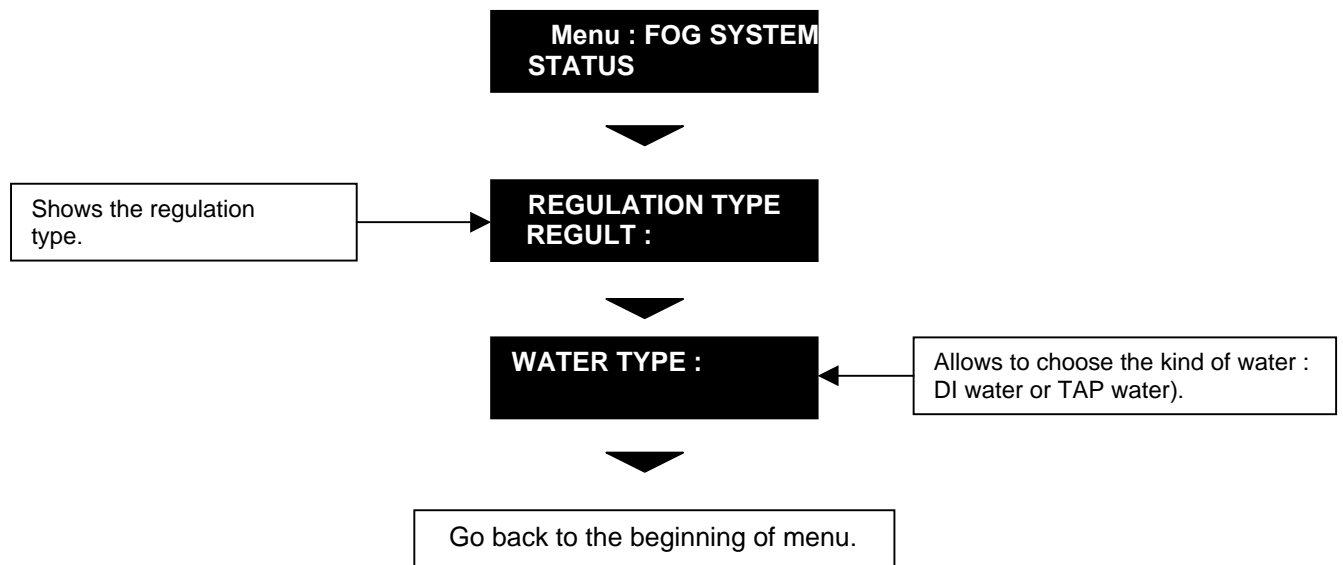 Menu : FOG SYSTEM
STATUS
Shows the regulation
type.
REGULATION TYPE
REGULT :
WATER TYPE :
Allows to choose the kind of water :
DI water or TAP water).
Go back to the beginning of menu.